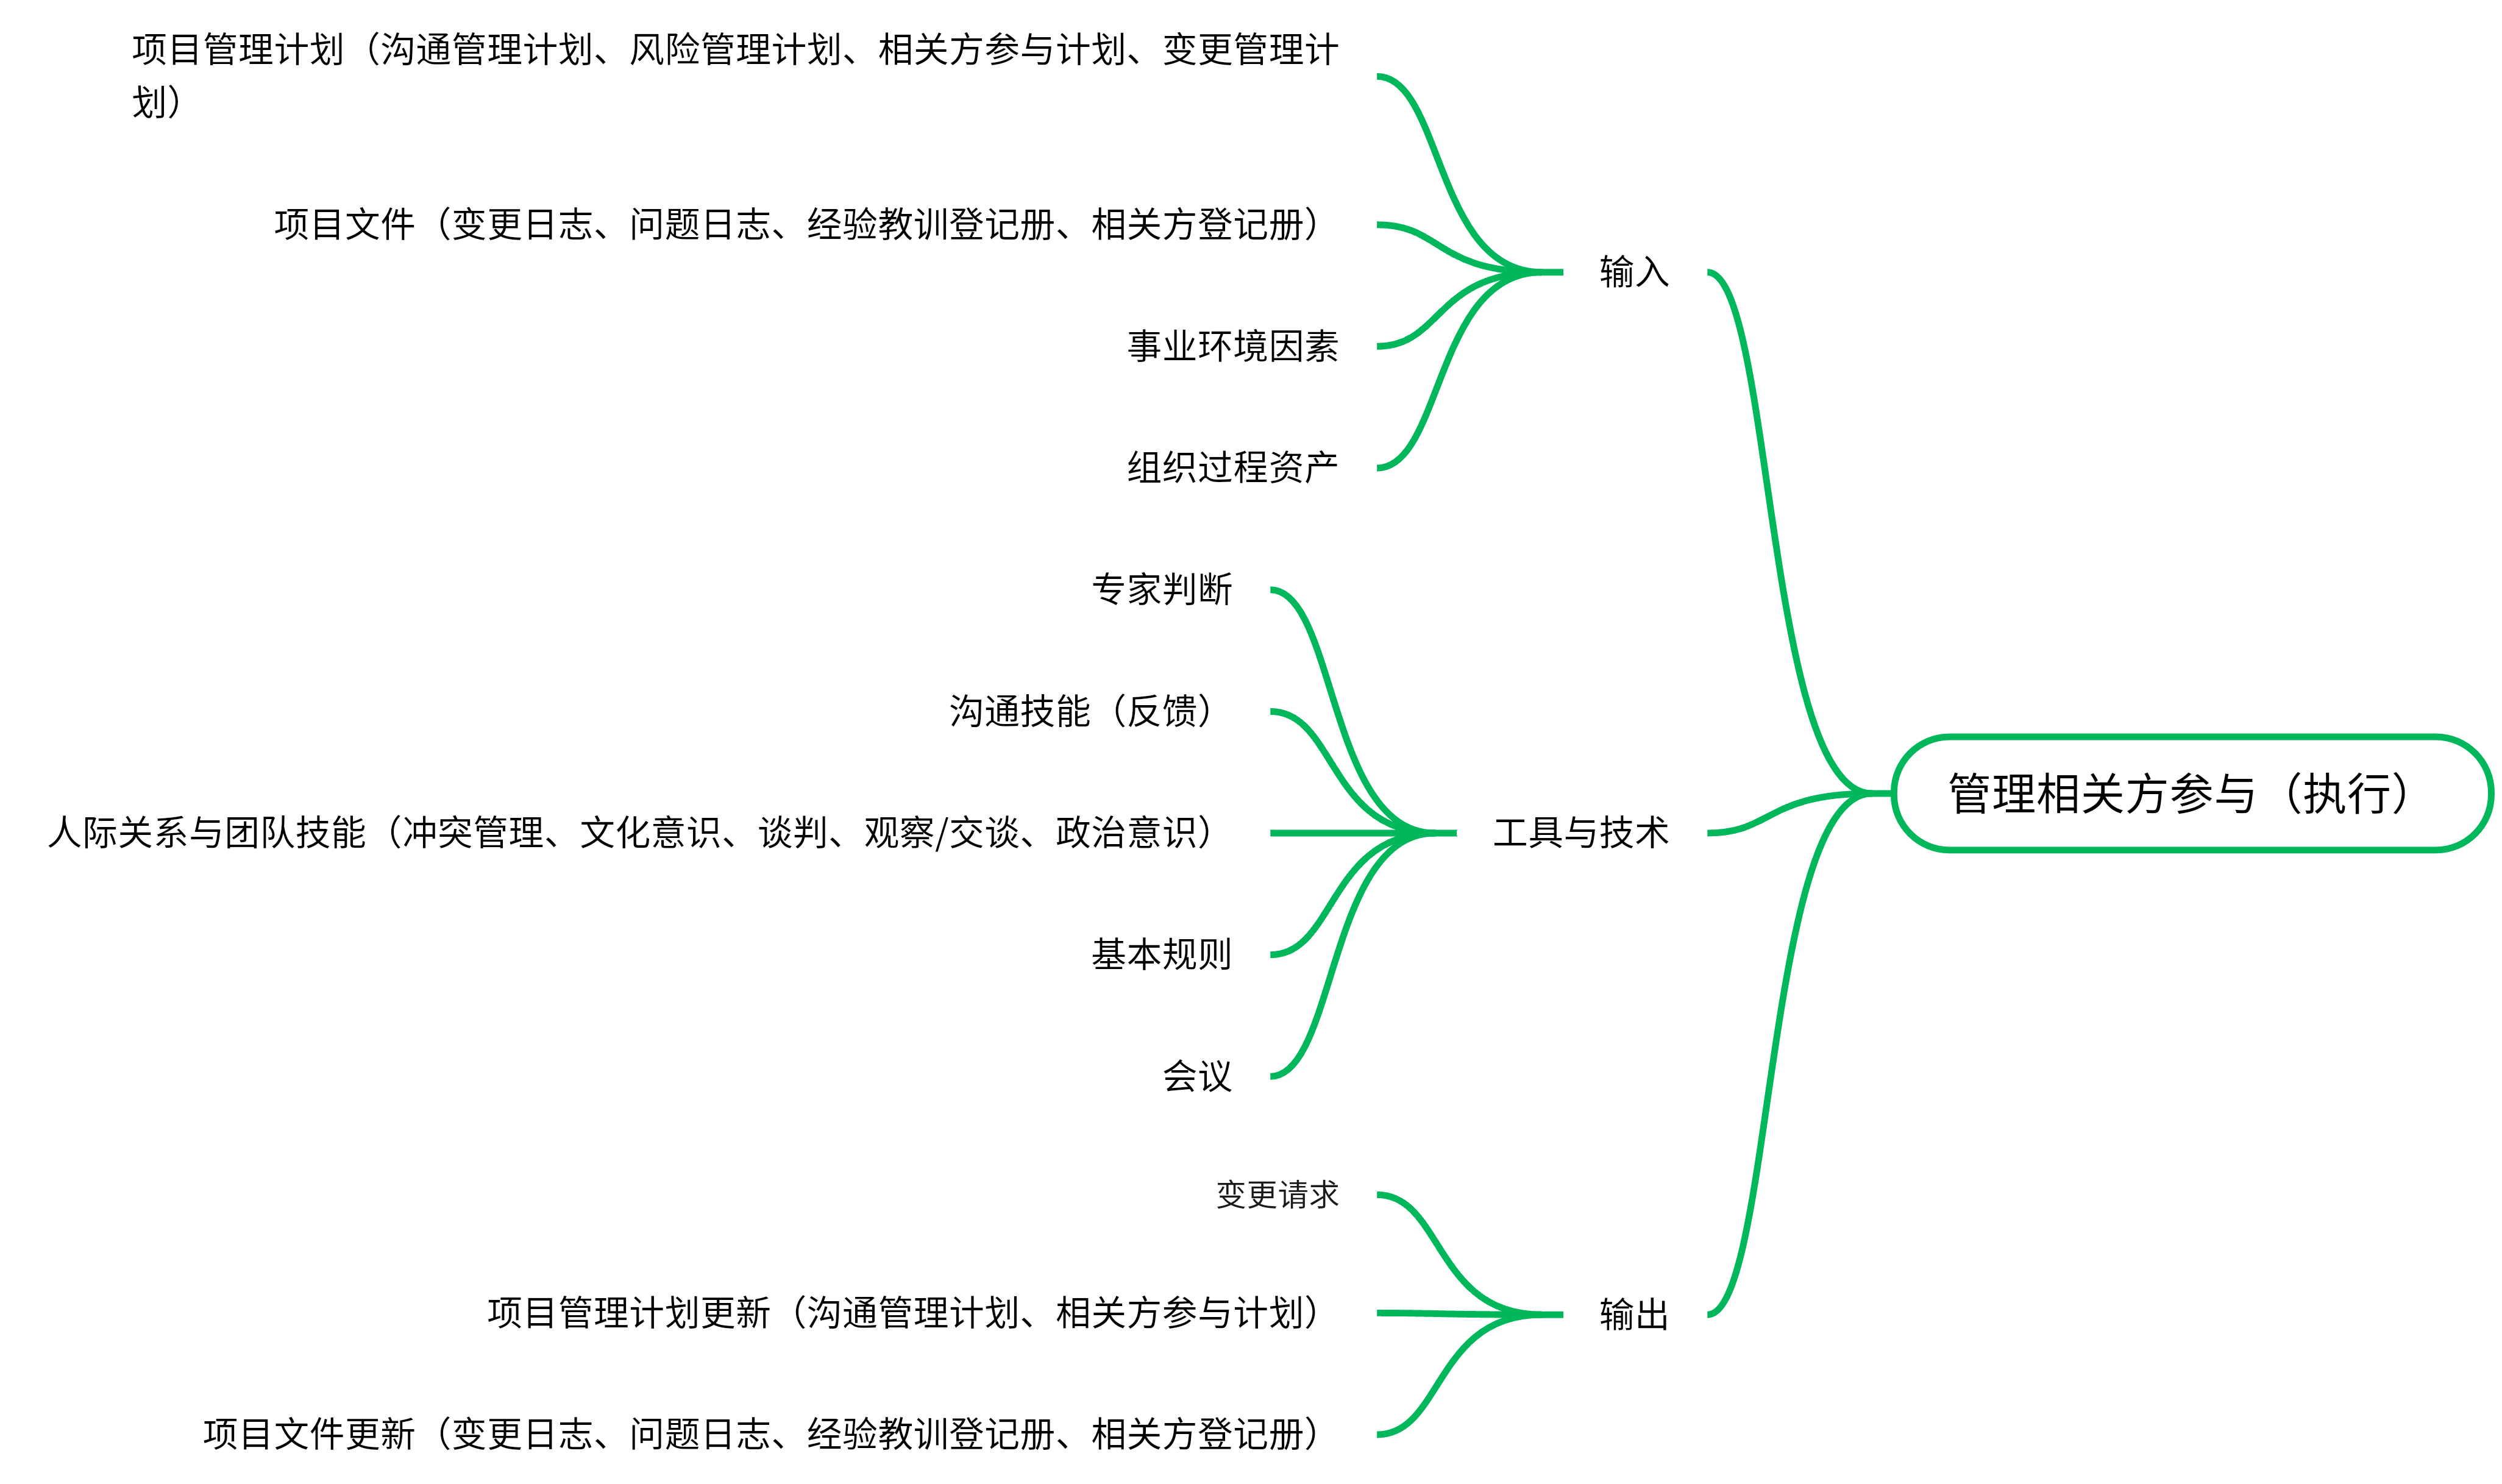 项目管理计划（沟通管理计划、风险管理计划、相关方参与计划、变更管理计
划）
项目文件（变更日志、问题日志、经验教训登记册、相关方登记册）
输入
事业环境因素
组织过程资产
专家判断
沟通技能（反馈）
管理相关方参与（执行）
人际关系与团队技能（冲突管理、文化意识、谈判、观察/交谈、政治意识）
工具与技术
基本规则
会议
变更请求
项目管理计划更新（沟通管理计划、相关方参与计划）
输出
项目文件更新（变更日志、问题日志、经验教训登记册、相关方登记册）